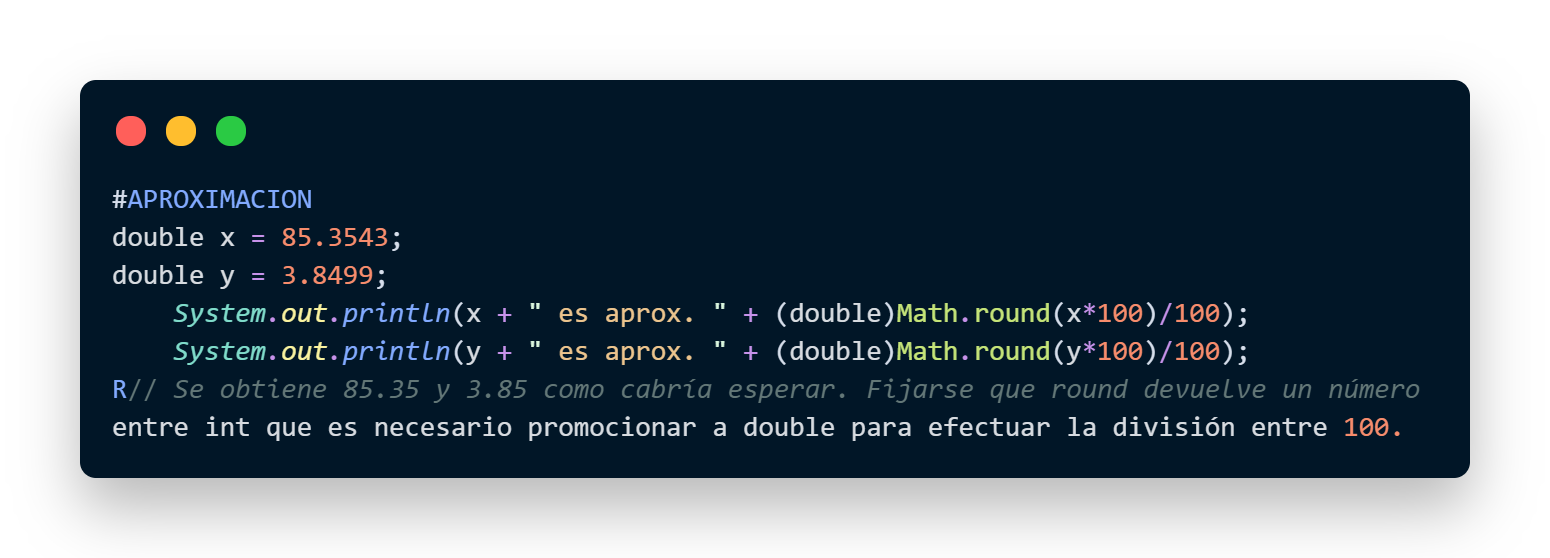 #APROXIMACION
double x = 85.3543;
double y = 3.8499;
    System.out.println(x + " es aprox. " + (double)Math.round(x*100)/100);
    System.out.println(y + " es aprox. " + (double)Math.round(y*100)/100);
R// Se obtiene 85.35 y 3.85 como cabría esperar. Fijarse que round devuelve un número
entre int que es necesario promocionar a double para efectuar la división entre 100.